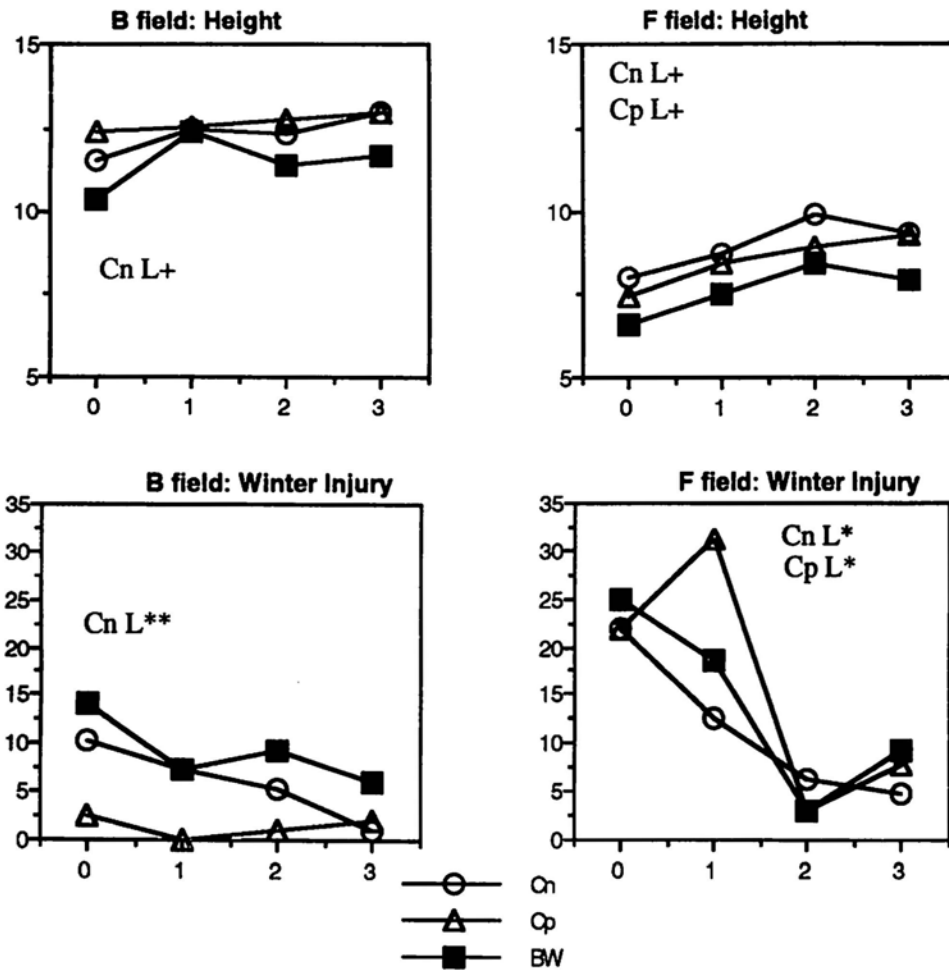 B field: Height
15
10
5
Cn L+
0 1 2 3
F field: Height
15
10
5
Cn L+
Cp L+
0 1 2 3
B field: Winter Injury
35
30
25
20
15
10
5
0
Cn L**
0 1 2 3
F field: Winter Injury
35
30
25
20
15
10
5
0
Cn L*
Cp L*
0 1 2 3
Cn
Cp
BW